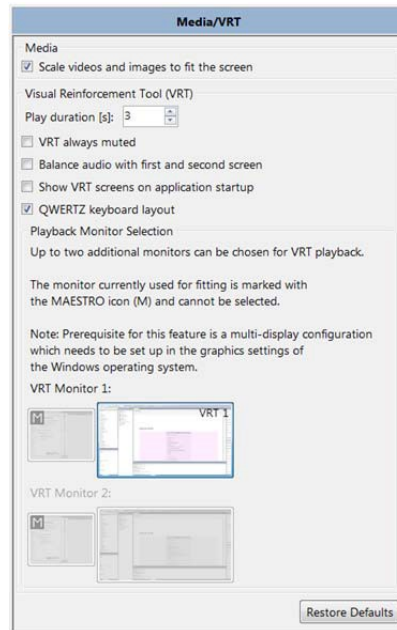 Media/VRT
Media
Scale videos and images to fit the screen
Visual Reinforcement Tool (VRT)
Play duration [s]: 3
VRT always muted
Balance audio with first and second screen
Show VRT screens on application startup
QWERTZ keyboard layout
Playback Monitor Selection
Up to two additional monitors can be chosen for VRT playback.
The monitor currently used for fitting is marked with
the MAESTRO icon (M) and cannot be selected.
Note: Prerequisite for this feature is a multi-display configuration
which needs to be set up in the graphics settings of
the Windows operating system.
VRT Monitor 1:
M
VRT 1
VRT Monitor 2:
M
Restore Defaults